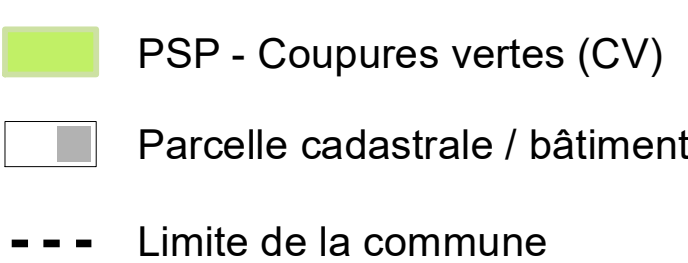 PSP - Coupures vertes (CV)
Parcelle cadastrale / bâtiment
Limite de la commune